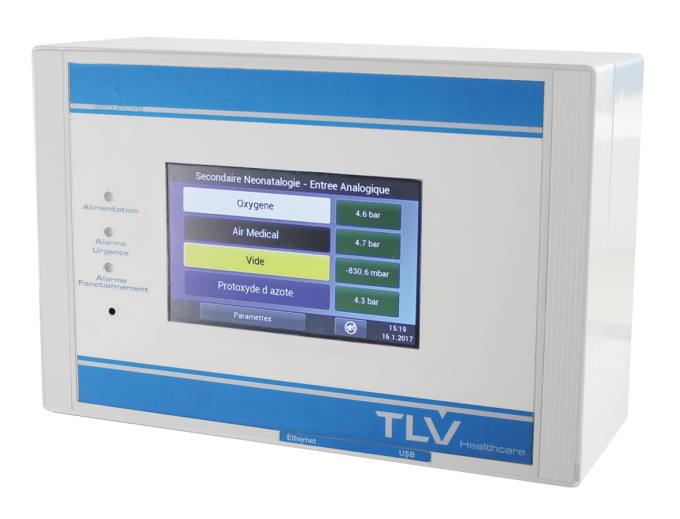 SECURIDYS
Secondaire Neonatalogie - Entree Analogique
Oxygene
4.6 bar
Air Medical
4.7 bar
Vide
-830.6 mbar
Protoxyde d azote
4.3 bar
Parametres
15:19
16.1.2017
Alimentation
Alarme
Urgence
Alarme
Fonctionnement
TLV
Healthcare
Ethernet
USB